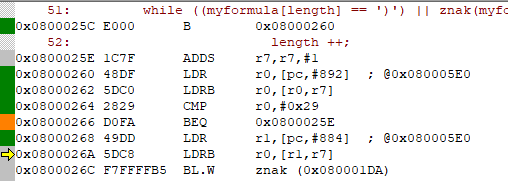 51: while ((myformula[length] == ')') || znak(myfo
0x0800025C E000 B 0x08000260
52: length ++;
0x0800025E 1C7F ADDS r7,r7,#1
0x08000260 48DF LDR r0,[pc,#892] ; @0x080005E0
0x08000262 5DC0 LDRB r0,[r0,r7]
0x08000264 2829 CMP r0,#0x29
0x08000266 D0FA BEQ 0x0800025E
0x08000268 49DD LDR r1,[pc,#884] ; @0x080005E0
0x0800026A 5DC8 LDRB r0,[r1,r7]
0x0800026C F7FFFFB5 BL.W znak (0x080001DA)